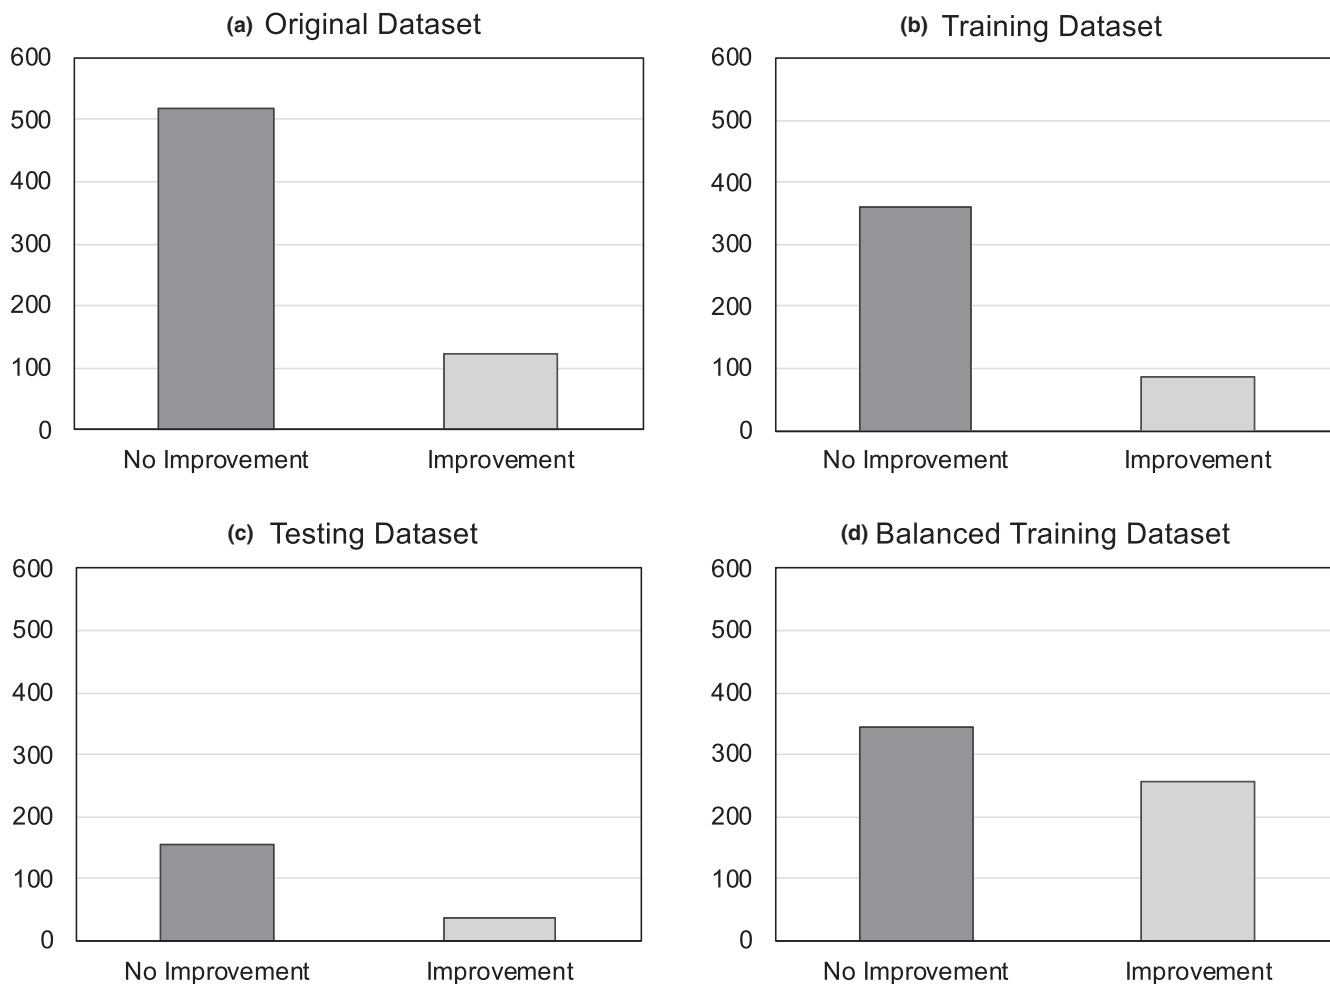 (a) Original Dataset
600
500
400
300
200
100
0
No Improvement
Improvement
(b) Training Dataset
600
500
400
300
200
100
0
No Improvement
Improvement
(c) Testing Dataset
600
500
400
300
200
100
0
No Improvement
Improvement
(d) Balanced Training Dataset
600
500
400
300
200
100
0
No Improvement
Improvement